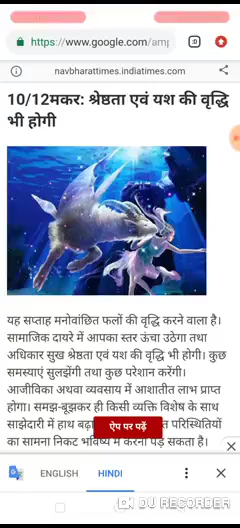 https://www.google.com/amp
navbharattimes.indiatimes.com
10/12मकर: श्रेष्ठता एवं यश की वृद्धि
भी होगी
यह सप्ताह मनोवांछित फलों की वृद्धि करने वाला है।
सामाजिक दायरे में आपका स्तर ऊंचा उठेगा तथा
अधिकार सुख श्रेष्ठता एवं यश की वृद्धि भी होगी। कुछ
समस्याएं सुलझेंगी तथा कुछ परेशान करेंगी।
आजीविका अथवा व्यवसाय में आशातीत लाभ प्राप्त
होगा। समझ-बूझकर ही किसी व्यक्ति विशेष के साथ
साझेदारी में हाथ बढ़ा ऐप पर पढ़ें परिस्थितियों
का सामना निकट भविष्य में करना पड़ सकता है।
ENGLISH HINDI
DU RECORDER